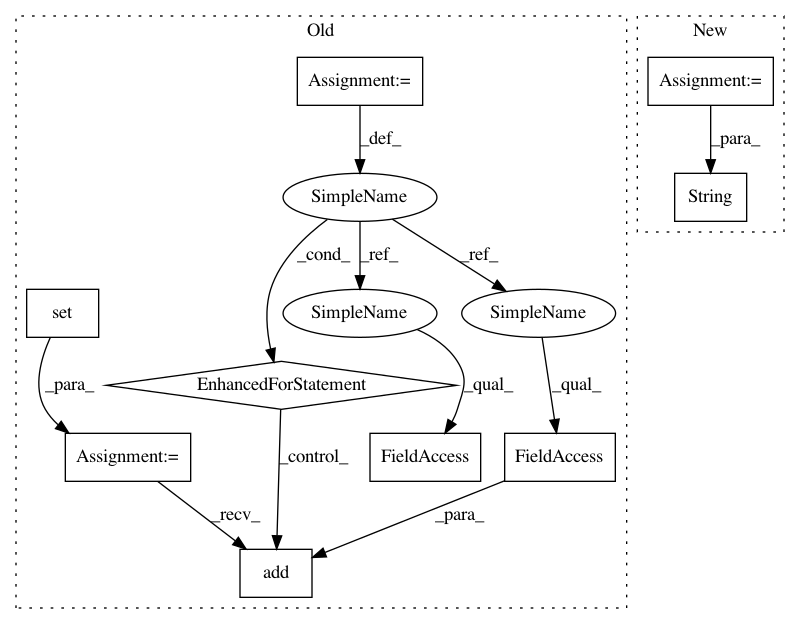 Old
New
Assignment:=
Assignment:=
_def_
_para_
SimpleName
String
_cond_
_ref_
_ref_
set
SimpleName
SimpleName
_para_
EnhancedForStatement
_qual_
_qual_
Assignment:=
_control_
FieldAccess
FieldAccess
_recv_
_para_
add